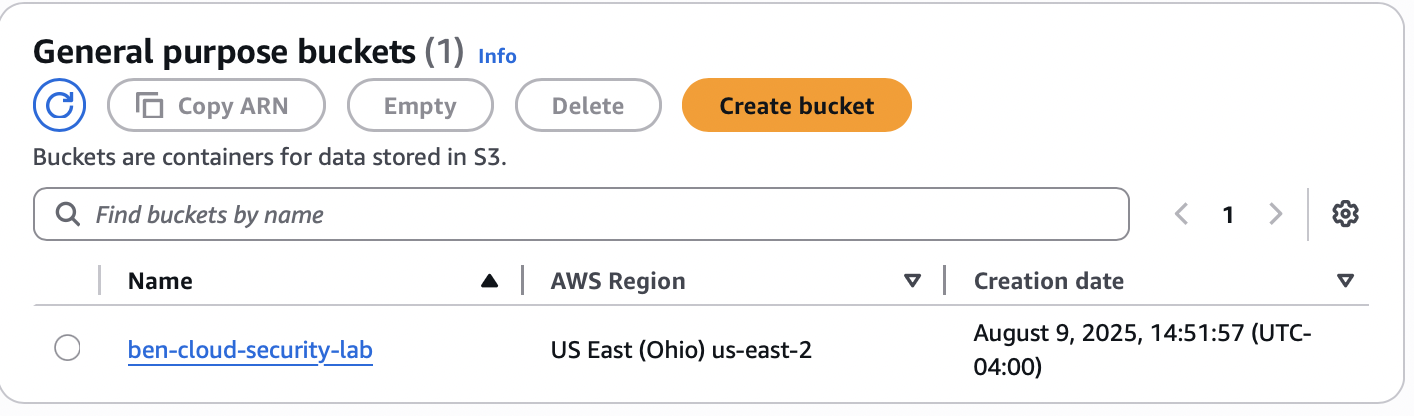 General purpose buckets (1) Info
Copy ARN Empty Delete Create bucket
Buckets are containers for data stored in S3.
Find buckets by name 1
Name AWS Region Creation date
ben-cloud-security-lab US East (Ohio) us-east-2 August 9, 2025, 14:51:57 (UTC-
04:00)